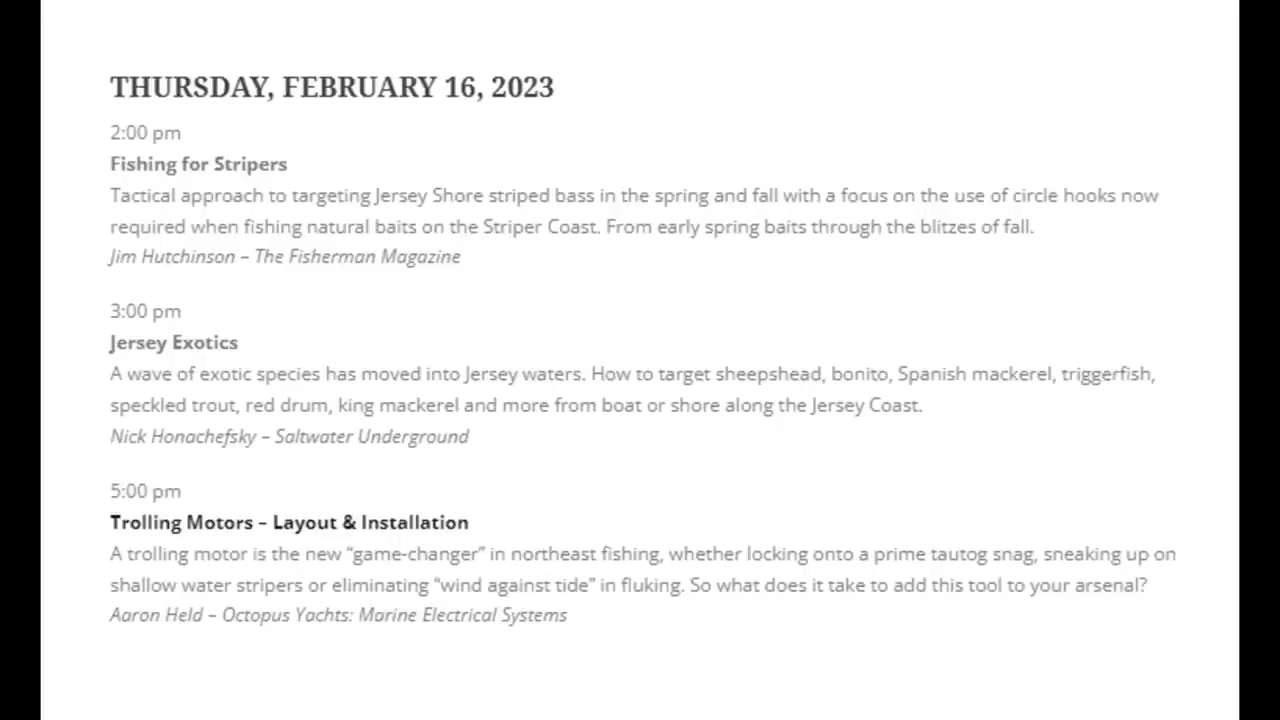 THURSDAY, FEBRUARY 16, 2023
2:00 pm
Fishing for Stripers
Tactical approach to targeting Jersey Shore striped bass in the spring and fall with a focus on the use of circle hooks now
required when fishing natural baits on the Striper Coast. From early spring baits through the blitzes of fall.
Jim Hutchinson – The Fisherman Magazine
3:00 pm
Jersey Exotics
A wave of exotic species has moved into Jersey waters. How to target sheepshead, bonito, Spanish mackerel, triggerfish,
speckled trout, red drum, king mackerel and more from boat or shore along the Jersey Coast.
Nick Honachefsky – Saltwater Underground
5:00 pm
Trolling Motors – Layout & Installation
A trolling motor is the new “game-changer” in northeast fishing, whether locking onto a prime tautog snag, sneaking up on
shallow water stripers or eliminating “wind against tide” in fluking. So what does it take to add this tool to your arsenal?
Aaron Held – Octopus Yachts: Marine Electrical Systems